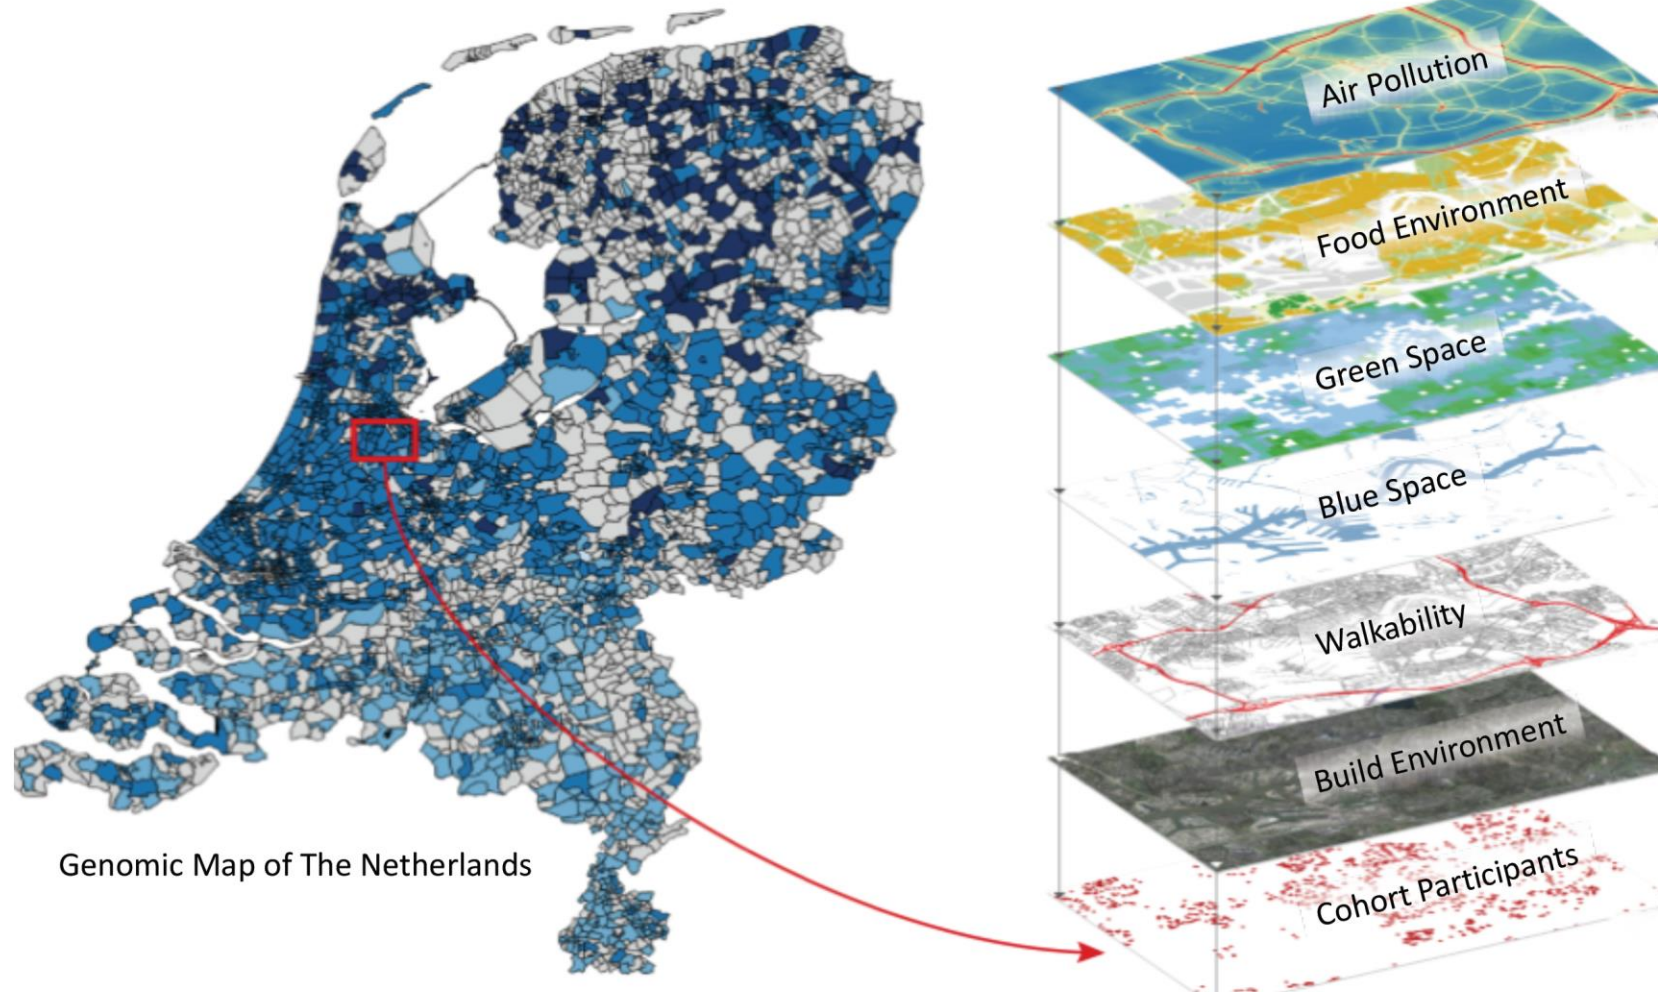 Air Pollution
Food Environment
Green Space
Blue Space
Walkability
Build Environment
Cohort Participants
Genomic Map of The Netherlands